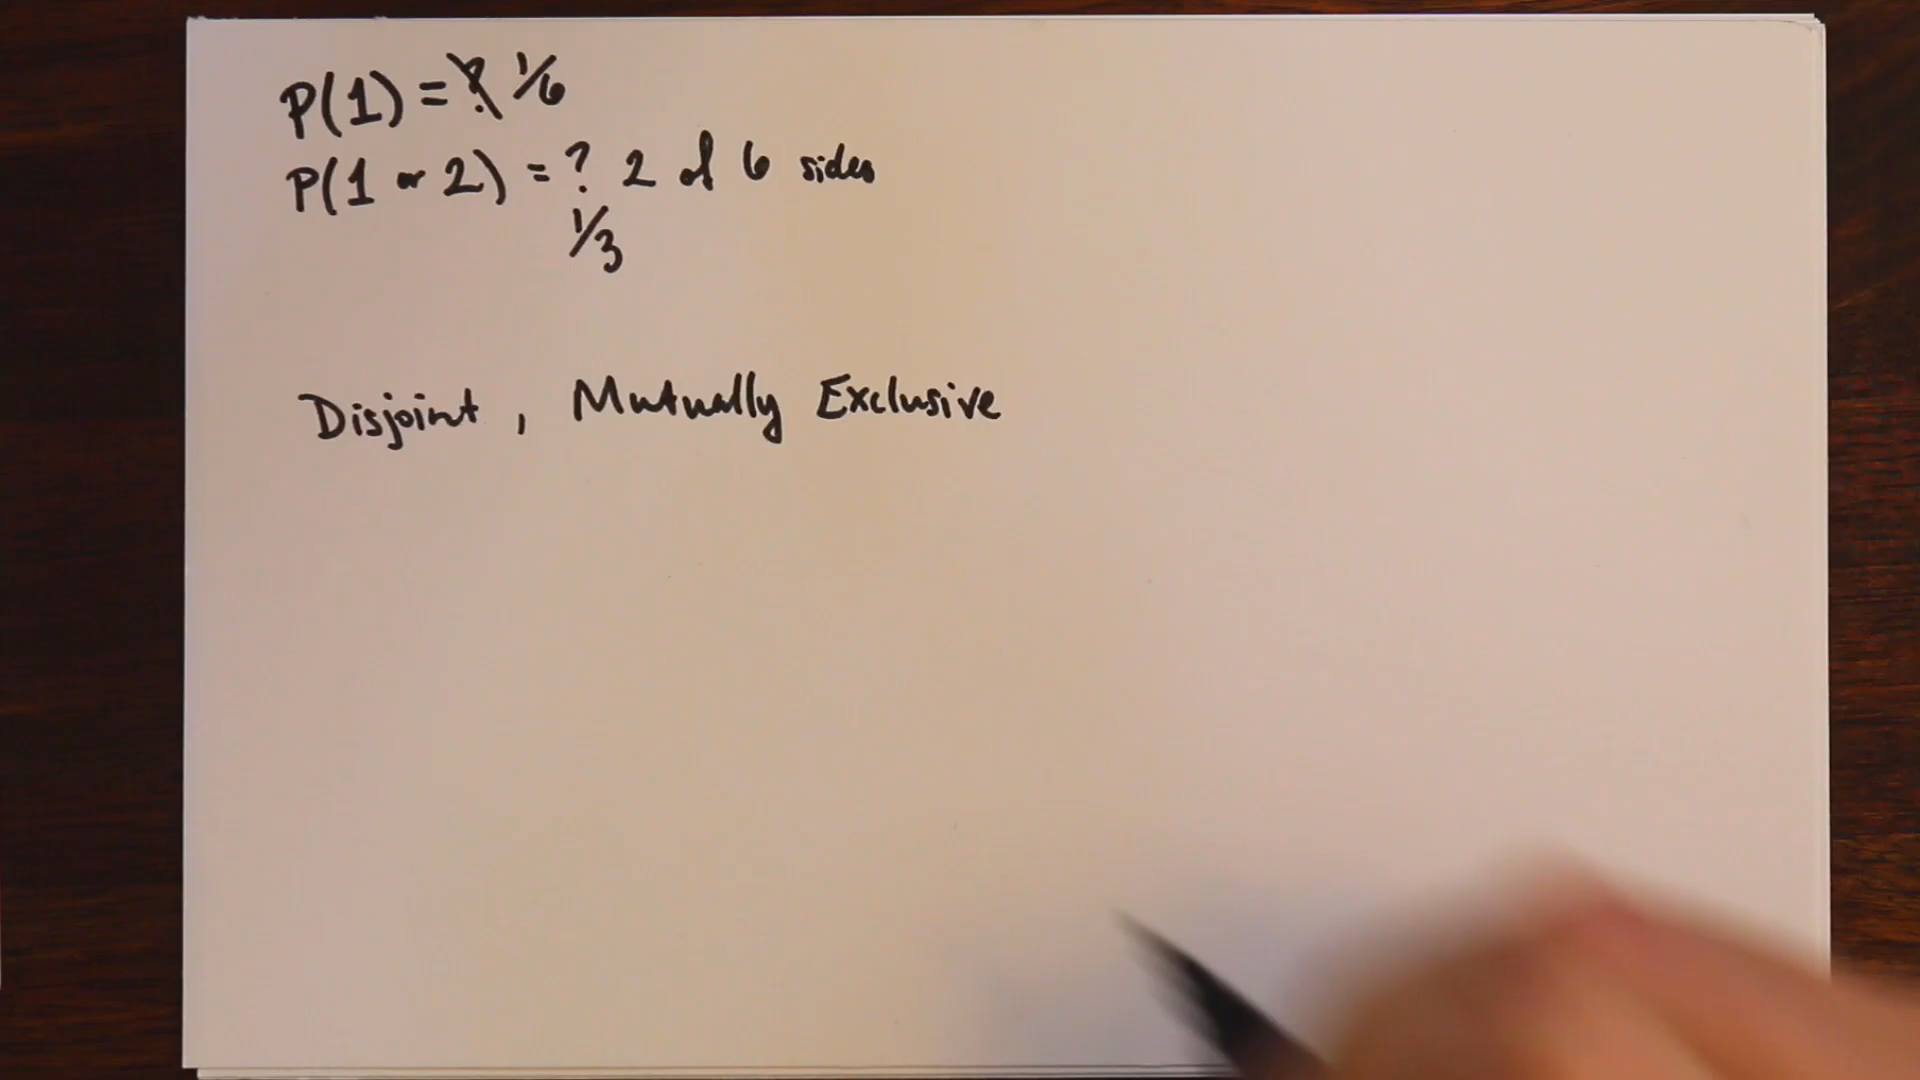 P(1) = ? 1/6
P(1 or 2) = ? 2 of 6 sides
1/3
Disjoint, Mutually Exclusive